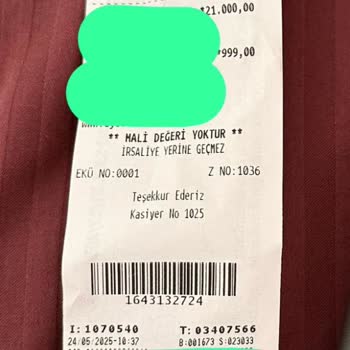 *21.000,00
*999,00
** MALİ DEĞERİ YOKTUR **
İRSALİYE YERİNE GEÇMEZ
EKÜ NO:0001 Z NO:1036
Teşekkur Ederiz
Kasiyer No 1025
1643132724
I: 1070540 T: 03407566
24/05/2025-10:37 B:001673 S:023033